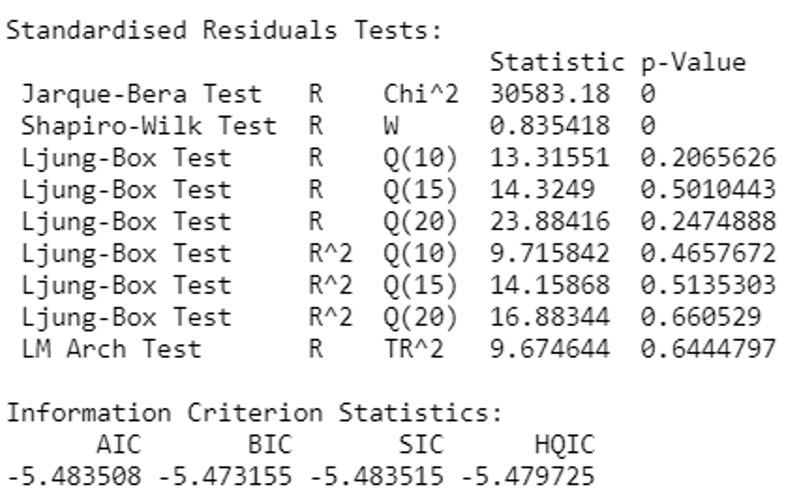 Standardised Residuals Tests:
                                Statistic p-Value
 Jarque-Bera Test   R    Chi^2  30583.18  0
 Shapiro-Wilk Test  R    W      0.835418  0
 Ljung-Box Test     R    Q(10)  13.31551  0.2065626
 Ljung-Box Test     R    Q(15)  14.3249   0.5010443
 Ljung-Box Test     R    Q(20)  23.88416  0.2474888
 Ljung-Box Test     R^2  Q(10)  9.715842  0.4657672
 Ljung-Box Test     R^2  Q(15)  14.15868  0.5135303
 Ljung-Box Test     R^2  Q(20)  16.88344  0.660529
 LM Arch Test       R    TR^2   9.674644  0.6444797

Information Criterion Statistics:
      AIC       BIC       SIC      HQIC
-5.483508 -5.473155 -5.483515 -5.479725